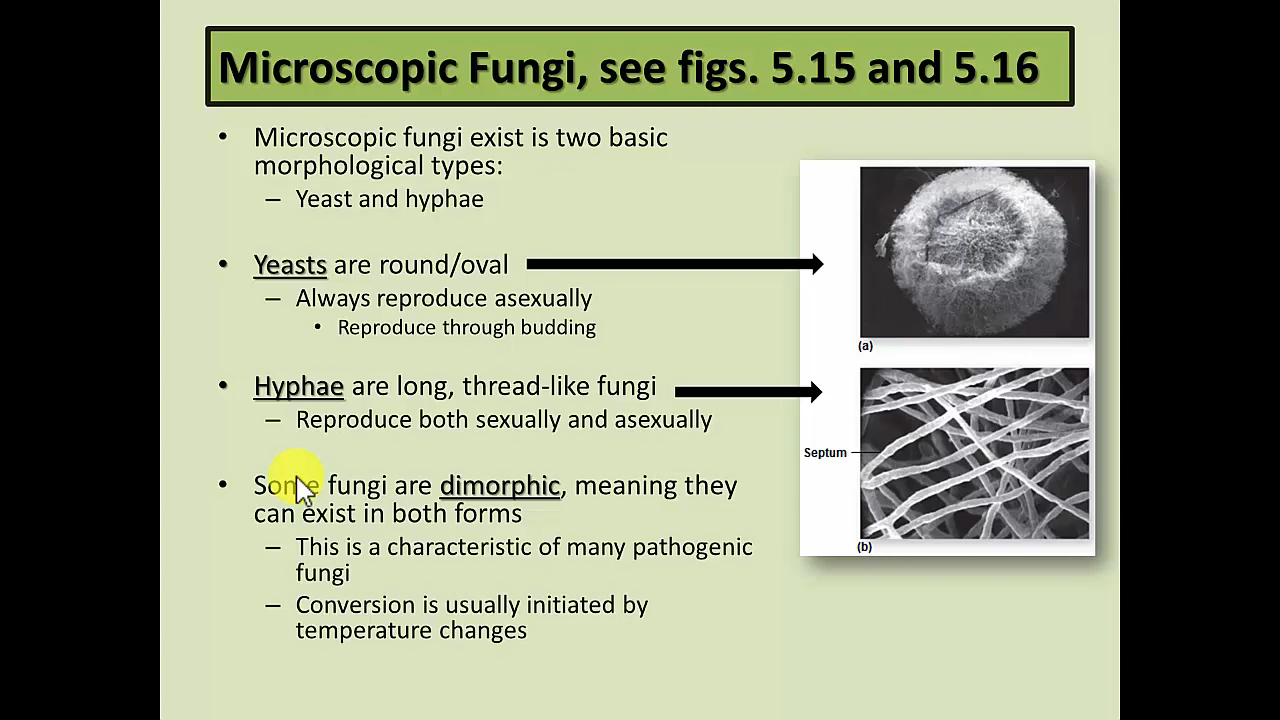 Microscopic Fungi, see figs. 5.15 and 5.16
• Microscopic fungi exist is two basic
morphological types:
– Yeast and hyphae
• Yeasts are round/oval
– Always reproduce asexually
• Reproduce through budding
• Hyphae are long, thread-like fungi
– Reproduce both sexually and asexually
• Some fungi are dimorphic, meaning they
can exist in both forms
– This is a characteristic of many pathogenic
fungi
– Conversion is usually initiated by
temperature changes
(a)
Septum
(b)